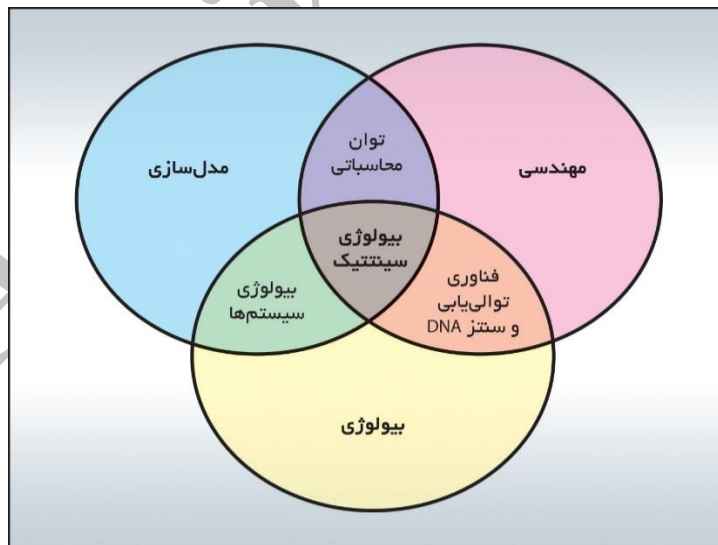 توان
محاسباتی
مهندسی
مدل‌سازی
بیولوژی
سینتتیک
فناوری
توالی‌یابی
و سنتز DNA
بیولوژی
سیستم‌ها
بیولوژی